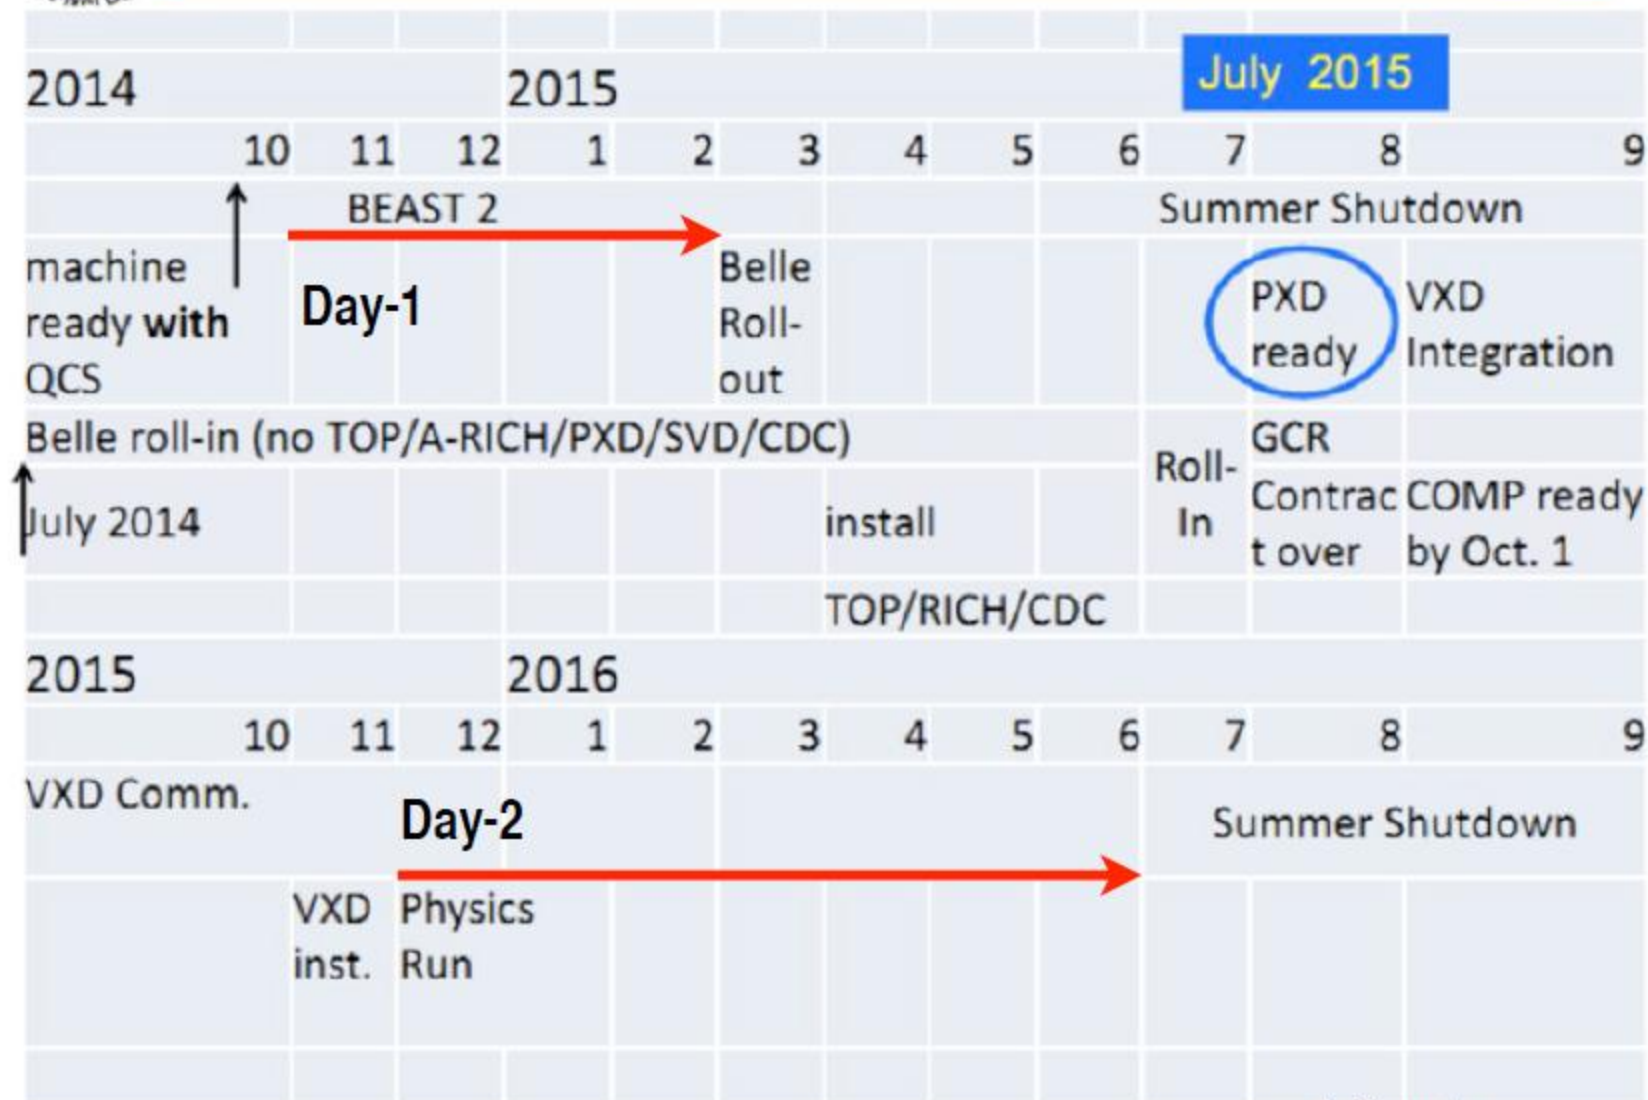 July 2015
2014 2015
10 11 12 1 2 3 4 5 6 7 8 9
BEAST 2 Summer Shutdown
machine
ready with
QCS
Day-1
Belle
Roll-
out
PXD
ready
VXD
Integration
Belle roll-in (no TOP/A-RICH/PXD/SVD/CDC)
July 2014
install
Roll-
In
GCR
Contrac
t over
COMP ready
by Oct. 1
TOP/RICH/CDC
2015 2016
10 11 12 1 2 3 4 5 6 7 8 9
VXD Comm.
Day-2
Summer Shutdown
VXD
inst.
Physics
Run